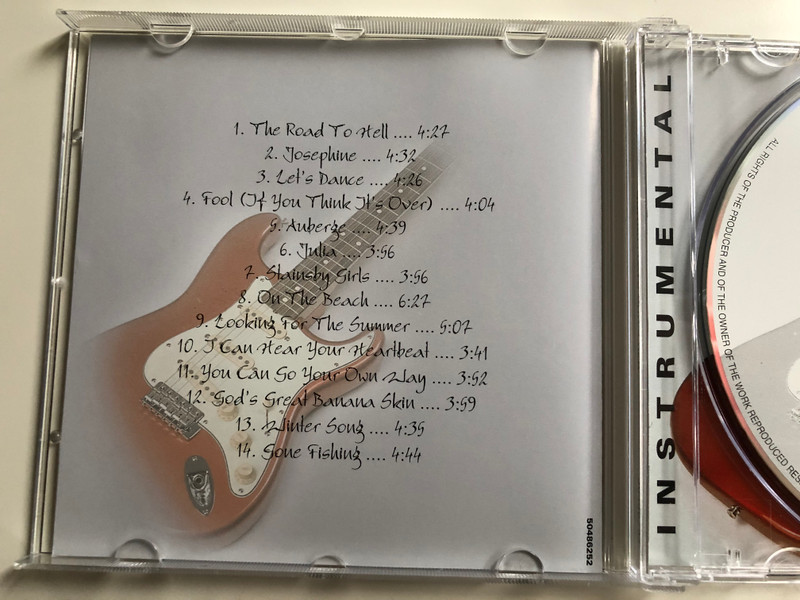 1. The Road To Hell .... 4:27
2. Josephine .... 4:32
3. Let's Dance .... 4:26
4. Fool (If You Think It's Over) .... 4:04
5. Auberge .... 4:39
6. Julia .... 3:56
7. Stainsby Girls .... 3:56
8. On The Beach .... 6:27
9. Looking For The Summer .... 5:07
10. I Can Hear Your Heartbeat .... 3:41
11. You Can Go Your Own Way .... 3:52
12. God's Great Banana Skin .... 3:59
13. Winter Song .... 4:35
14. Gone Fishing .... 4:44
50486252
INSTRUMENTAL
ALL RIGHTS OF THE PRODUCER AND OF THE OWNER OF THE WORK REPRODUCED